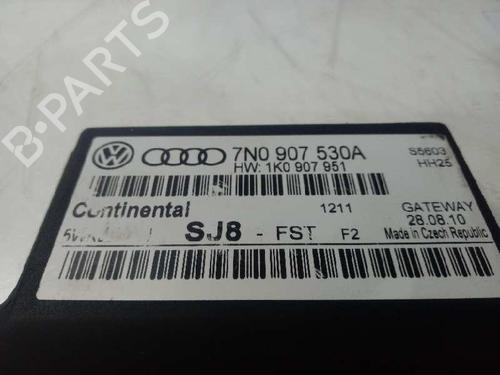 B-PARTS
7N0 907 530A S5603
HW: 1K0 907 951 HH25
Continental 1211 GATEWAY
28.08.10
SJ8 - FST F2 Made in Czech Republic